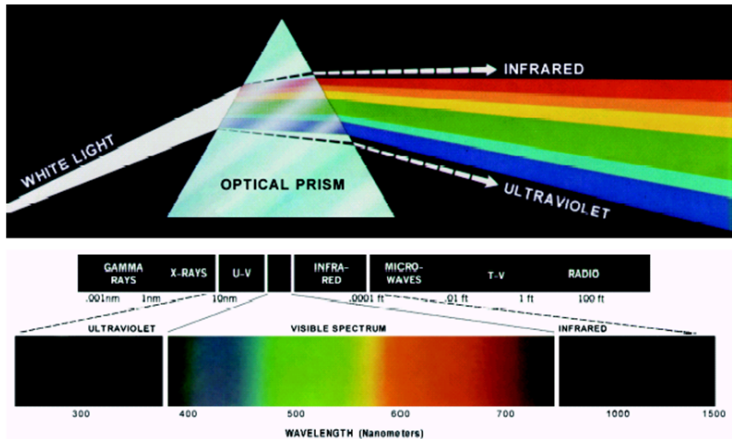 INFRARED
WHITE LIGHT
OPTICAL PRISM
ULTRAVIOLET
GAMMA RAYS X-RAYS U-V INFRA-RED MICRO-WAVES T-V RADIO
.001nm 1nm 10nm .0001 ft .01 ft 1 ft 100 ft
ULTRAVIOLET VISIBLE SPECTRUM INFRARED
300 400 500 600 700 1000 1500
WAVELENGTH (Nanometers)